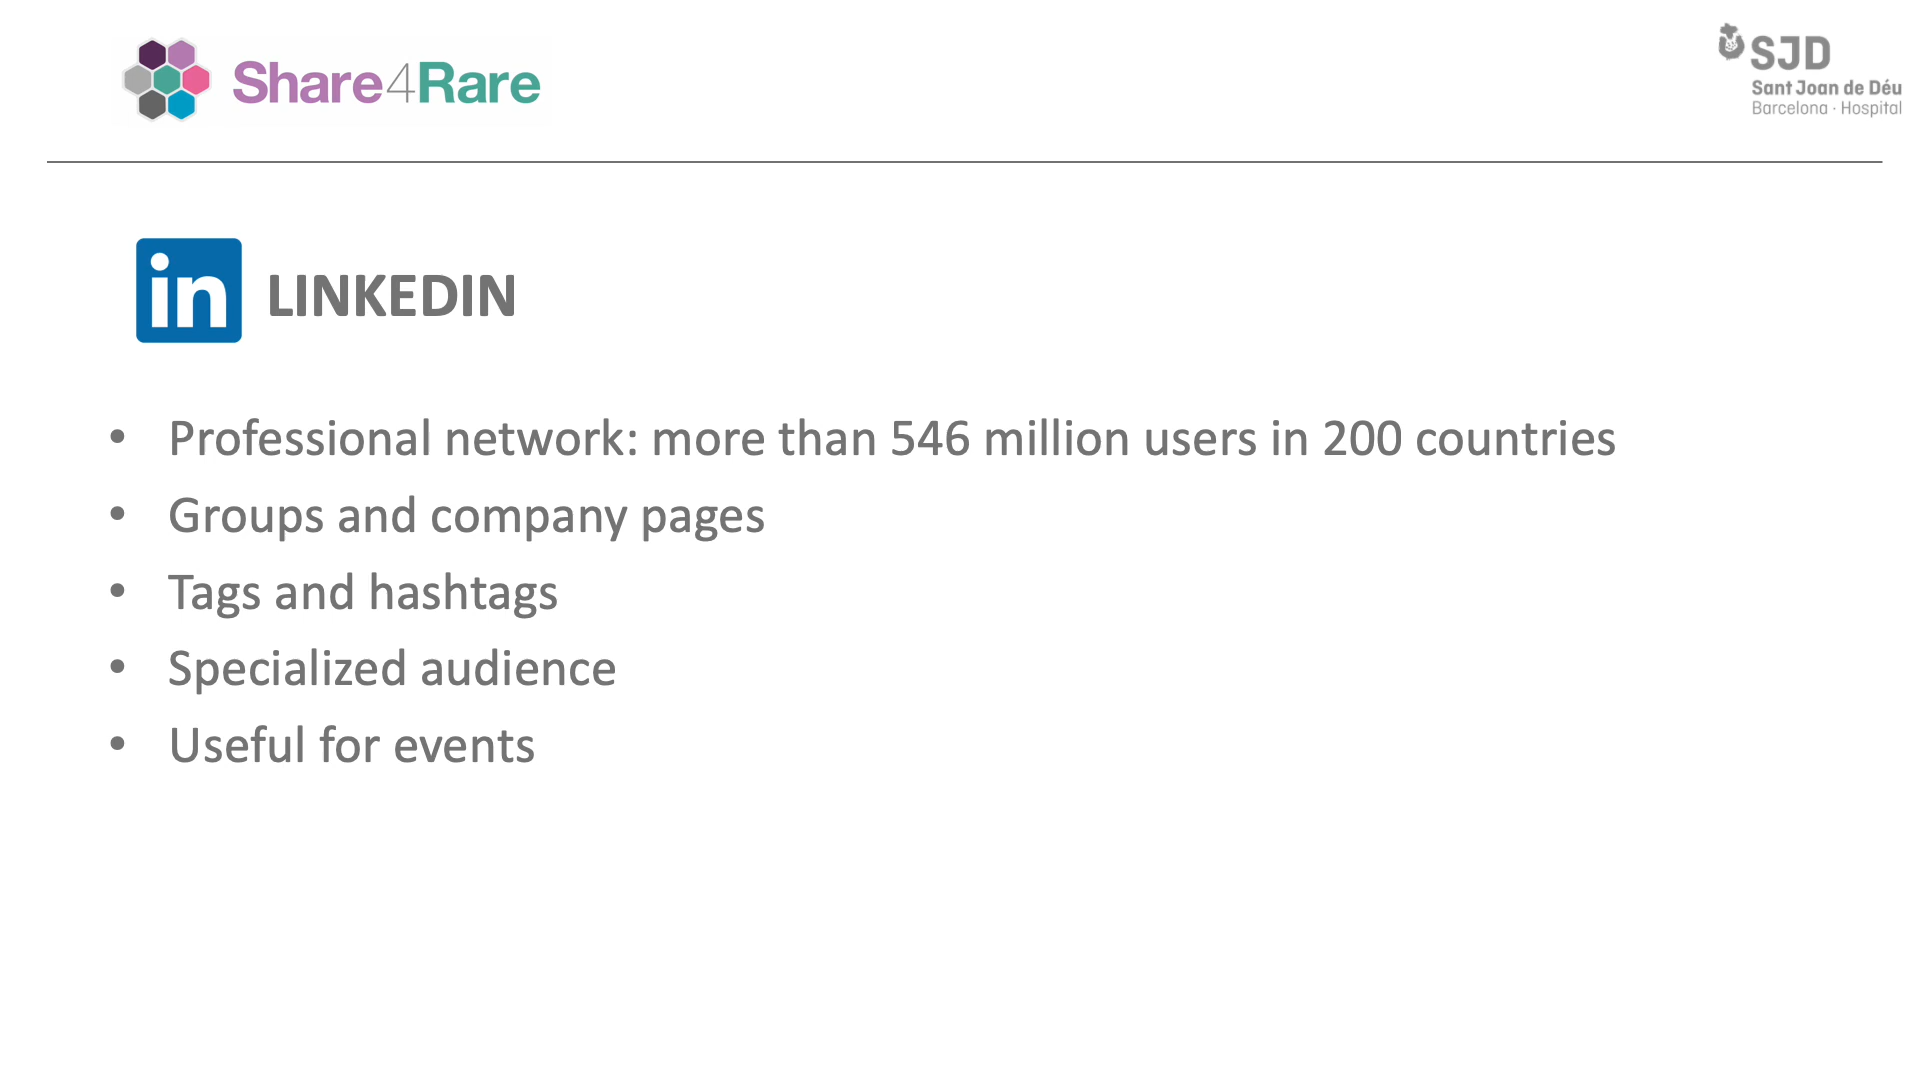 Share4Rare
SJD
Sant Joan de Déu
Barcelona · Hospital
in LINKEDIN
• Professional network: more than 546 million users in 200 countries
• Groups and company pages
• Tags and hashtags
• Specialized audience
• Useful for events